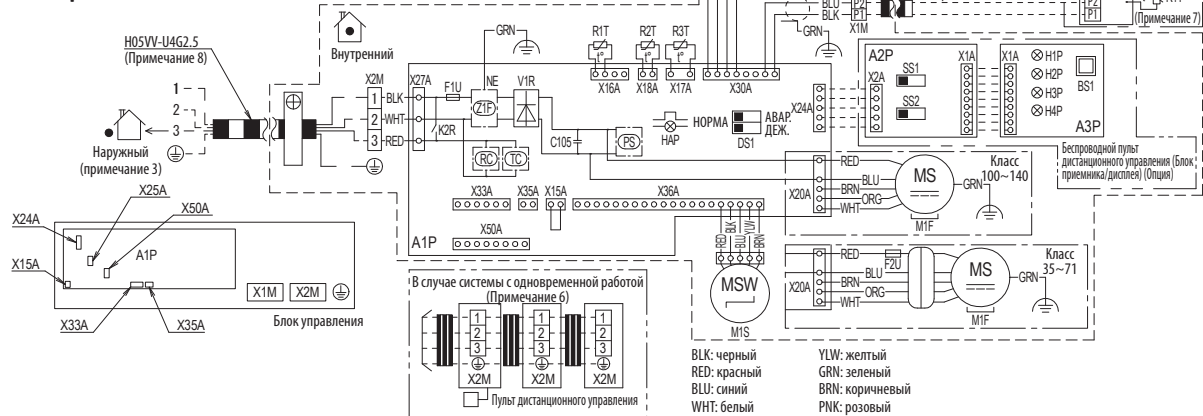 BLU P2
BLK P1
X1M
P2
P1
(Примечание 7)
H05VV-U4G2.5
(Примечание 8)
Внутренний
GRN
GRN
R1T
R2T
R3T
t°
t°
t°
X16A
X18A
X17A
X30A
A2P
X1A
X1A
H1P
H2P
H3P
H4P
BS1
A3P
SS1
SS2
X2A
X24A
X2M
X27A
F1U
NE
V1R
Z1F
1
2
3
1 BLK
2 WHT
3 RED
K2R
RC
TC
C105
PS
НОРМА
HAP
АВАР.
ДЕЖ.
DS1
Наружный
(примечание 3)
Беспроводной пульт
дистанционного управления (Блок
приемника/дисплея) (Опция)
X33A
X35A
X15A
X36A
X50A
A1P
X20A
RED
BLU
BRN
ORG
WHT
MS
M1F
GRN
Класс
100~140
RED
BLK
BLU
YLW
BRN
MSW
M1S
X20A
RED
F2U
BLU
BRN
ORG
WHT
MS
M1F
GRN
Класс
35~71
X24A
X25A
X50A
X15A
A1P
X1M
X2M
X33A
X35A
Блок управления
В случае системы с одновременной работой
(Примечание 6)
1
2
3
X2M
1
2
3
X2M
1
2
3
X2M
Пульт дистанционного управления
BLK: черный
RED: красный
BLU: синий
WHT: белый
YLW: желтый
GRN: зеленый
BRN: коричневый
PNK: розовый